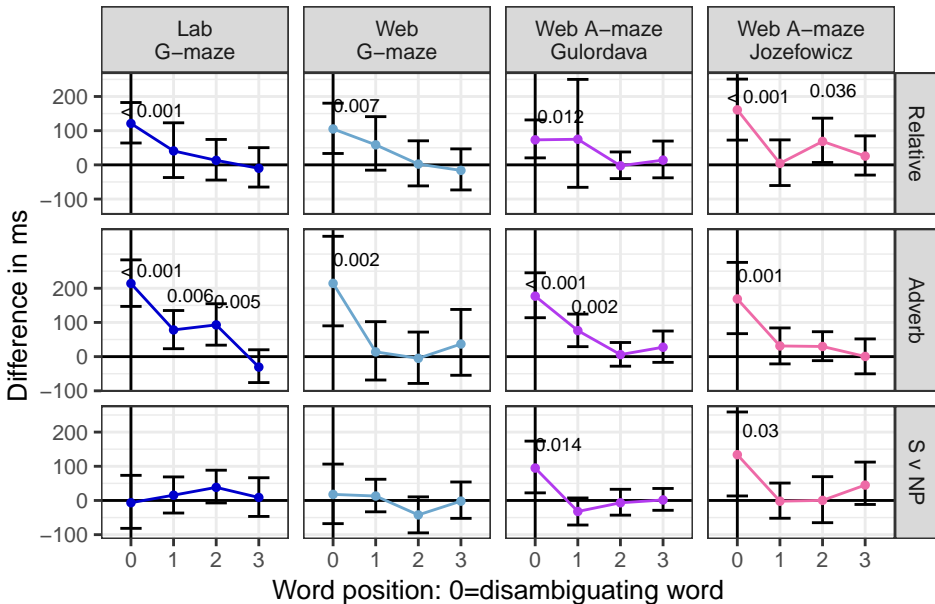 Lab
G−maze
Web
G−maze
Web A−maze
Gulordava
Web A−maze
Jozefowicz
Difference in ms
200
100
0
−100
< 0.001
0.007
0.012
< 0.001
0.036
Relative
200
100
0
−100
< 0.001
0.006
0.005
0.002
< 0.001
0.002
0.001
Adverb
200
100
0
−100
0.014
0.03
S v NP
0 1 2 3
0 1 2 3
0 1 2 3
0 1 2 3
Word position: 0=disambiguating word